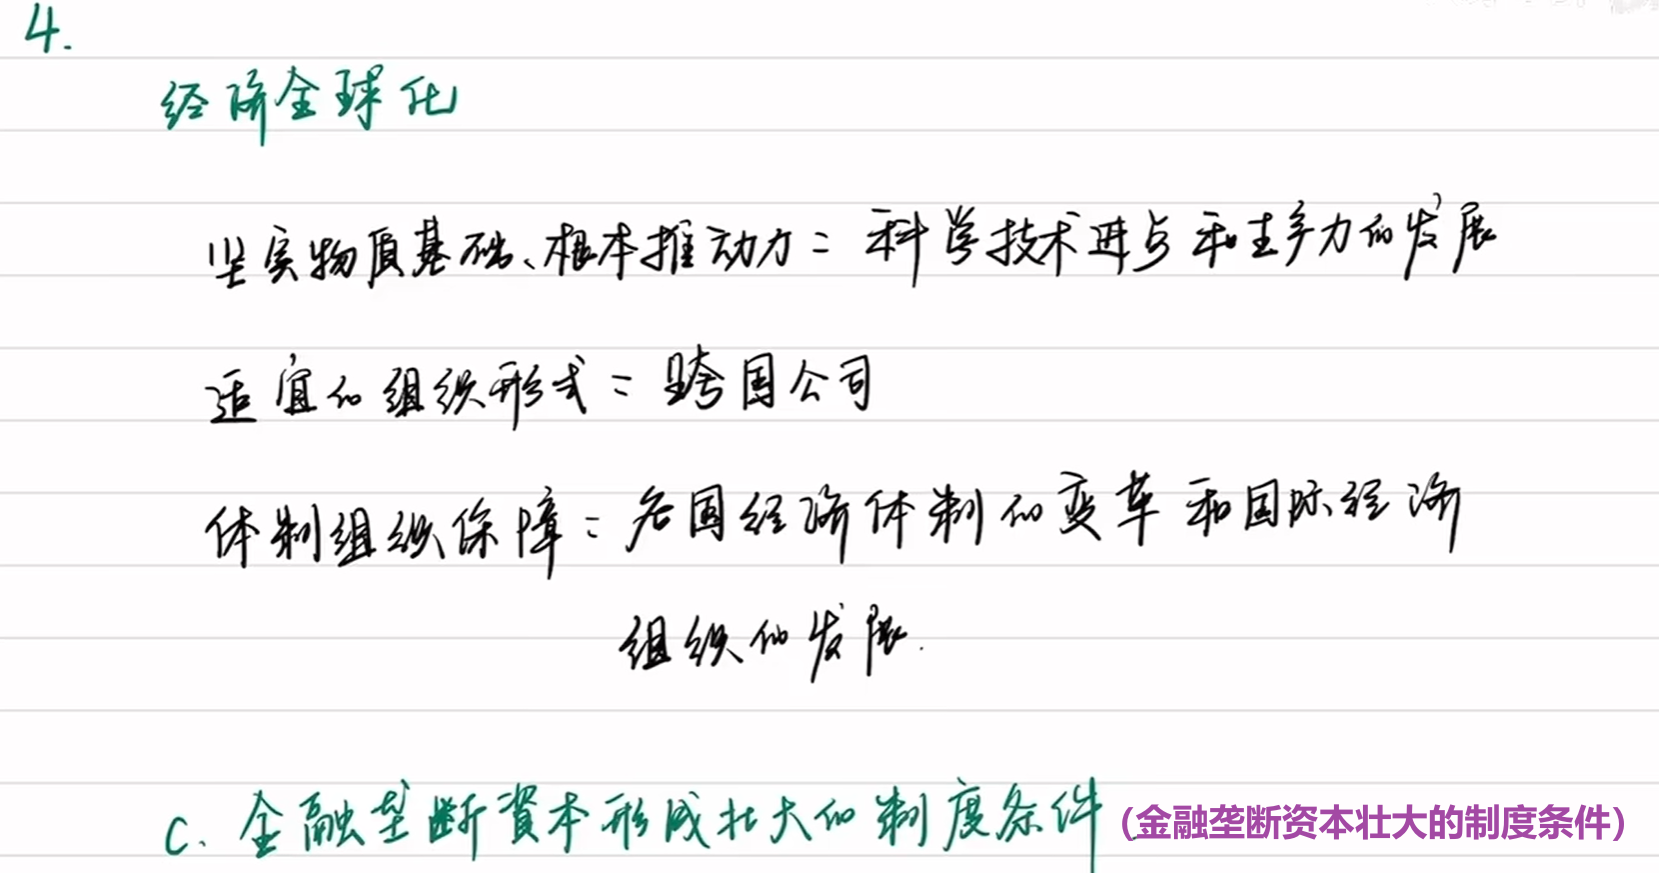 4.
经济全球化
坚实物质基础、根本推动力：科学技术进步和生产力的发展
适宜的组织形式：跨国公司
体制组织保障：各国经济体制的变革和国际经济
组织的发展.
C. 金融垄断資本形成壮大的制度条件 (金融垄断资本壮大的制度条件)